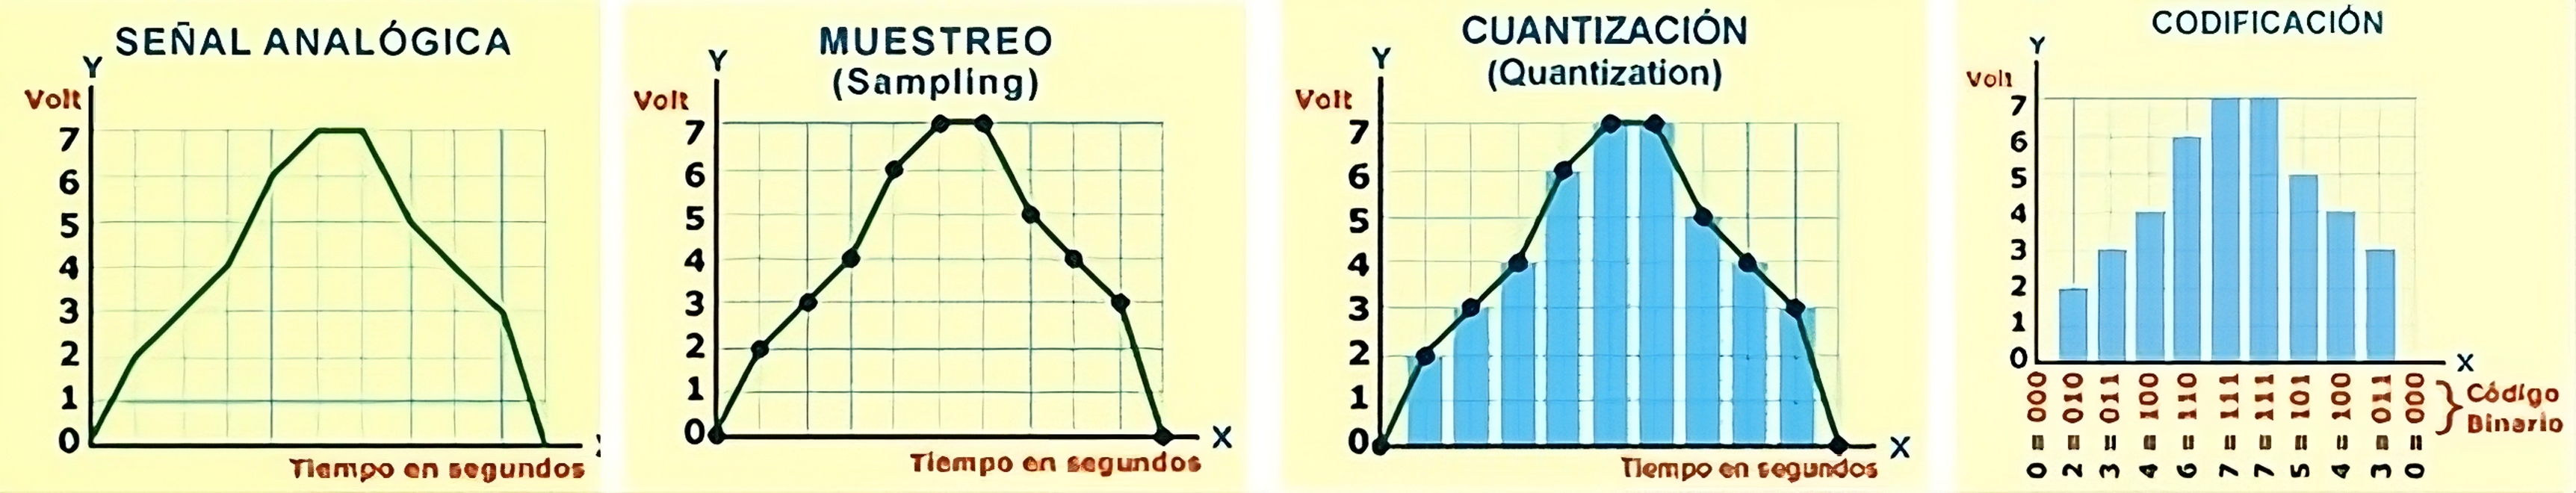 SEÑAL ANALÓGICA
Y
Volt
7
6
5
4
3
2
1
0
Tiempo en segundos
MUESTREO
(Sampling)
Y
Volt
7
6
5
4
3
2
1
0
X
Tiempo en segundos
CUANTIZACIÓN
(Quantization)
Y
Volt
7
6
5
4
3
2
1
0
X
Tiempo en segundos
CODIFICACIÓN
Y
Volt
7
6
5
4
3
2
1
0
X
0 = 000
2 = 010
3 = 011
4 = 100
6 = 110
7 = 111
7 = 111
5 = 101
4 = 100
3 = 011
0 = 000
Código
Binario